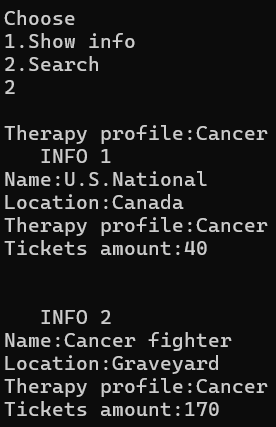 Choose
1.Show info
2.Search
2
Therapy profile:Cancer
INFO 1
Name:U.S.National
Location:Canada
Therapy profile:Cancer
Tickets amount:40
INFO 2
Name:Cancer fighter
Location:Graveyard
Therapy profile:Cancer
Tickets amount:170